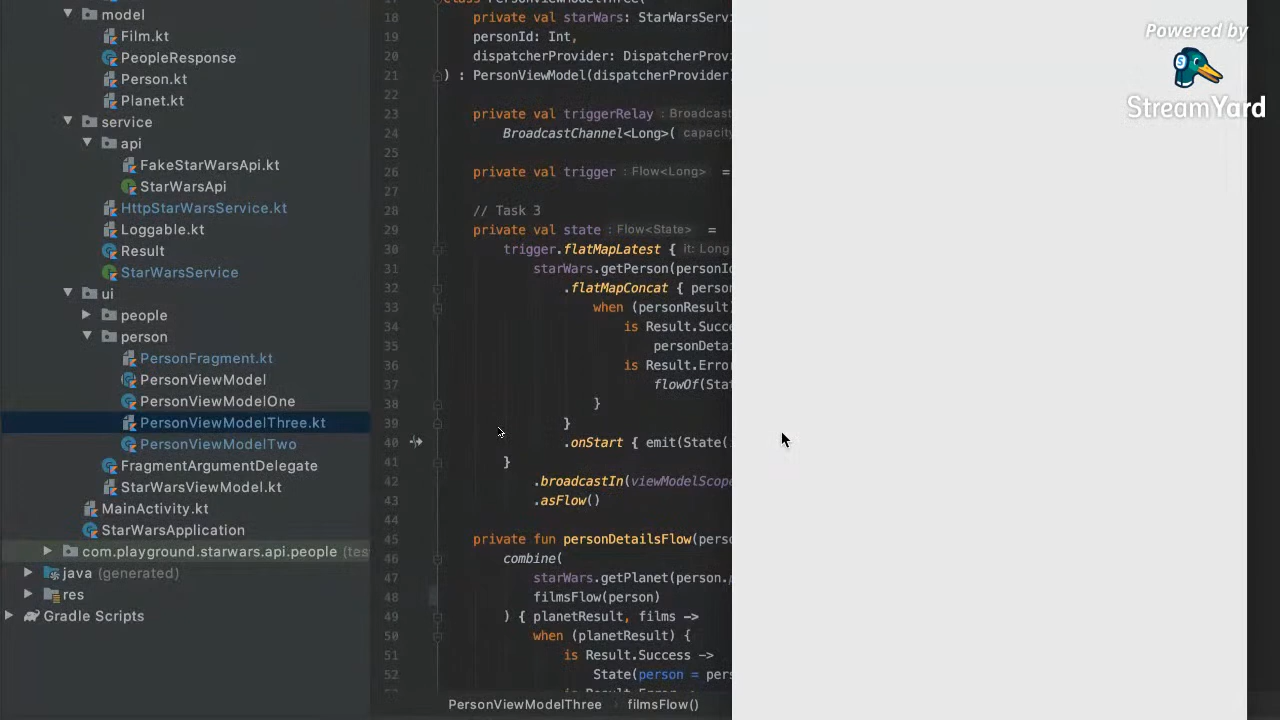 model
Film.kt
PeopleResponse
Person.kt
Planet.kt
service
api
FakeStarWarsApi.kt
StarWarsApi
HttpStarWarsService.kt
Loggable.kt
Result
StarWarsService
ui
people
person
PersonFragment.kt
PersonViewModel
PersonViewModelOne
PersonViewModelThree.kt
PersonViewModelTwo
FragmentArgumentDelegate
StarWarsViewModel.kt
MainActivity.kt
StarWarsApplication
com.playground.starwars.api.people (tes
java (generated)
res
Gradle Scripts
18 private val starWars: StarWarsServi
19 personId: Int,
20 dispatcherProvider: DispatcherProvi
21 ) : PersonViewModel(dispatcherProvider)
22
23 private val triggerRelay : Broadcast
24 BroadcastChannel<Long>( capacity
25
26 private val trigger : Flow<Long> =
27
28 // Task 3
29 private val state : Flow<State> =
30 trigger.flatMapLatest { it: Long
31 starWars.getPerson(personId
32 .flatMapConcat { person
33 when (personResult)
34 is Result.Succe
35 personDetai
36 is Result.Error
37 flowOf(Stat
38 }
39 }
40 .onStart { emit(State(i
41 }
42 .broadcastIn(viewModelScope
43 .asFlow()
44
45 private fun personDetailsFlow(perso
46 combine(
47 starWars.getPlanet(person.
48 filmsFlow(person)
49 ) { planetResult, films ->
50 when (planetResult) {
51 is Result.Success ->
52 State(person = pers
PersonViewModelThree › filmsFlow()
Powered by
StreamYard